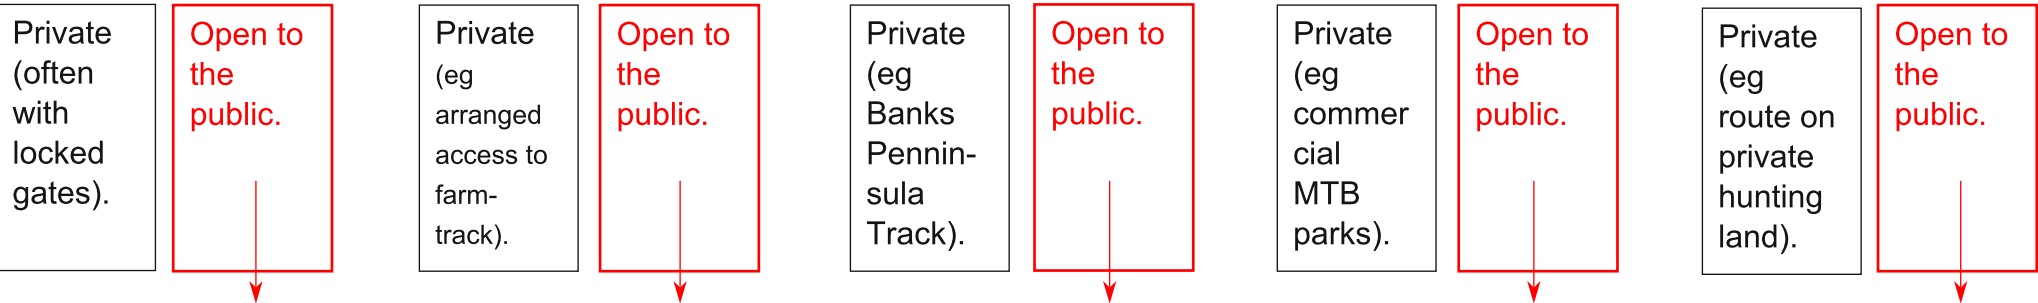 Private
(often
with
locked
gates).
Open to
the
public.
Private
(eg
arranged
access to
farm-
track).
Open to
the
public.
Private
(eg
Banks
Pennin-
sula
Track).
Open to
the
public.
Private
(eg
commer
cial
MTB
parks).
Open to
the
public.
Private
(eg
route on
private
hunting
land).
Open to
the
public.